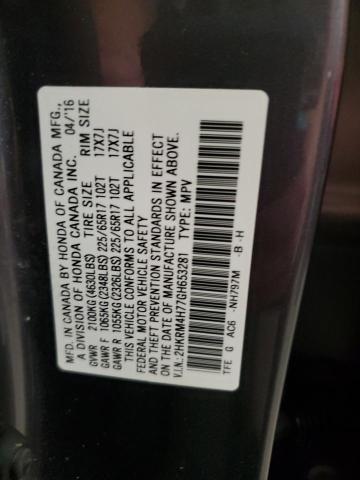 MFD. IN CANADA BY HONDA OF CANADA MFG.,
A DIVISION OF HONDA CANADA INC. 04/16
GVWR 2100KG(4630LBS) TIRE SIZE RIM SIZE
GAWR F 1065KG(2348LBS) 225/65R17 102T 17X7J
GAWR R 1055KG(2326LBS) 225/65R17 102T 17X7J
THIS VEHICLE CONFORMS TO ALL APPLICABLE
FEDERAL MOTOR VEHICLE SAFETY
AND THEFT PREVENTION STANDARDS IN EFFECT
ON THE DATE OF MANUFACTURE SHOWN ABOVE.
V.I.N.: 2HKRM4H77GH653281 TYPE: MPV
TFE G AC6 -NH797M -B -H